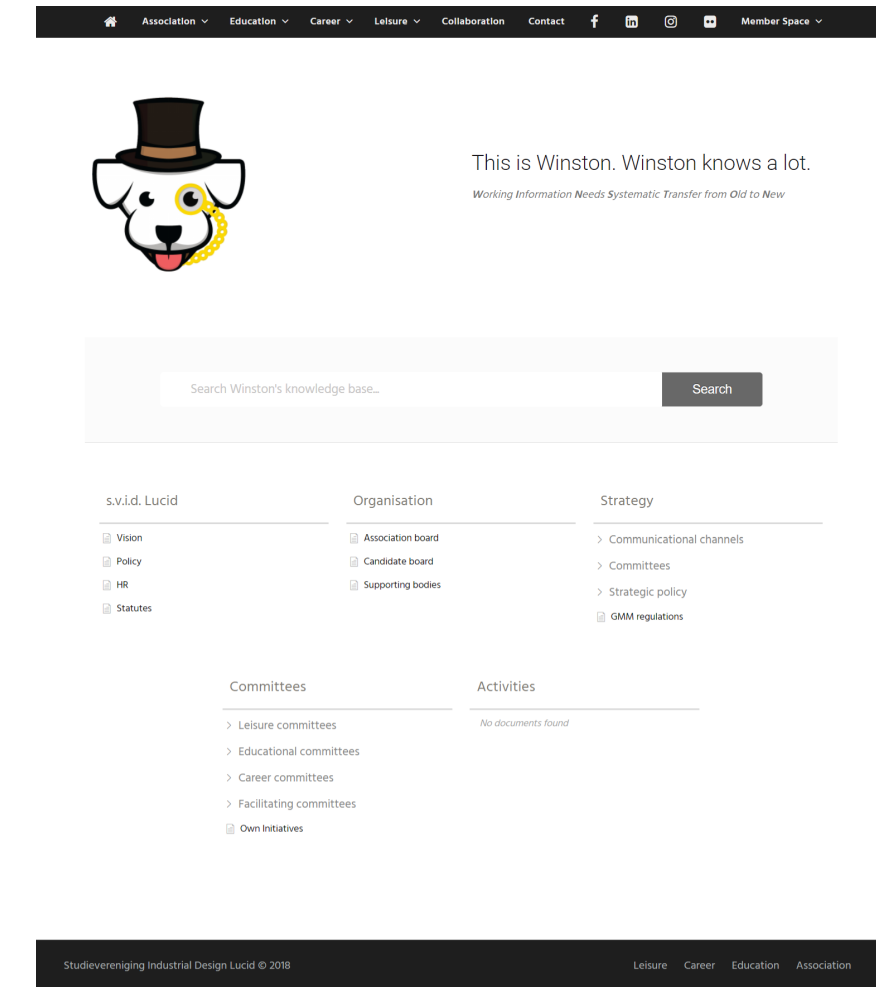 Association Education Career Leisure Collaboration Contact Member Space
This is Winston. Winston knows a lot.
Working Information Needs Systematic Transfer from Old to New
Search Winston's knowledge base...
Search
s.v.i.d. Lucid
Vision
Policy
HR
Statutes
Organisation
Association board
Candidate board
Supporting bodies
Strategy
Communicational channels
Committees
Strategic policy
GMM regulations
Committees
Leisure committees
Educational committees
Career committees
Facilitating committees
Own Initiatives
Activities
No documents found
Studievereniging Industrial Design Lucid © 2018
Leisure Career Education Association